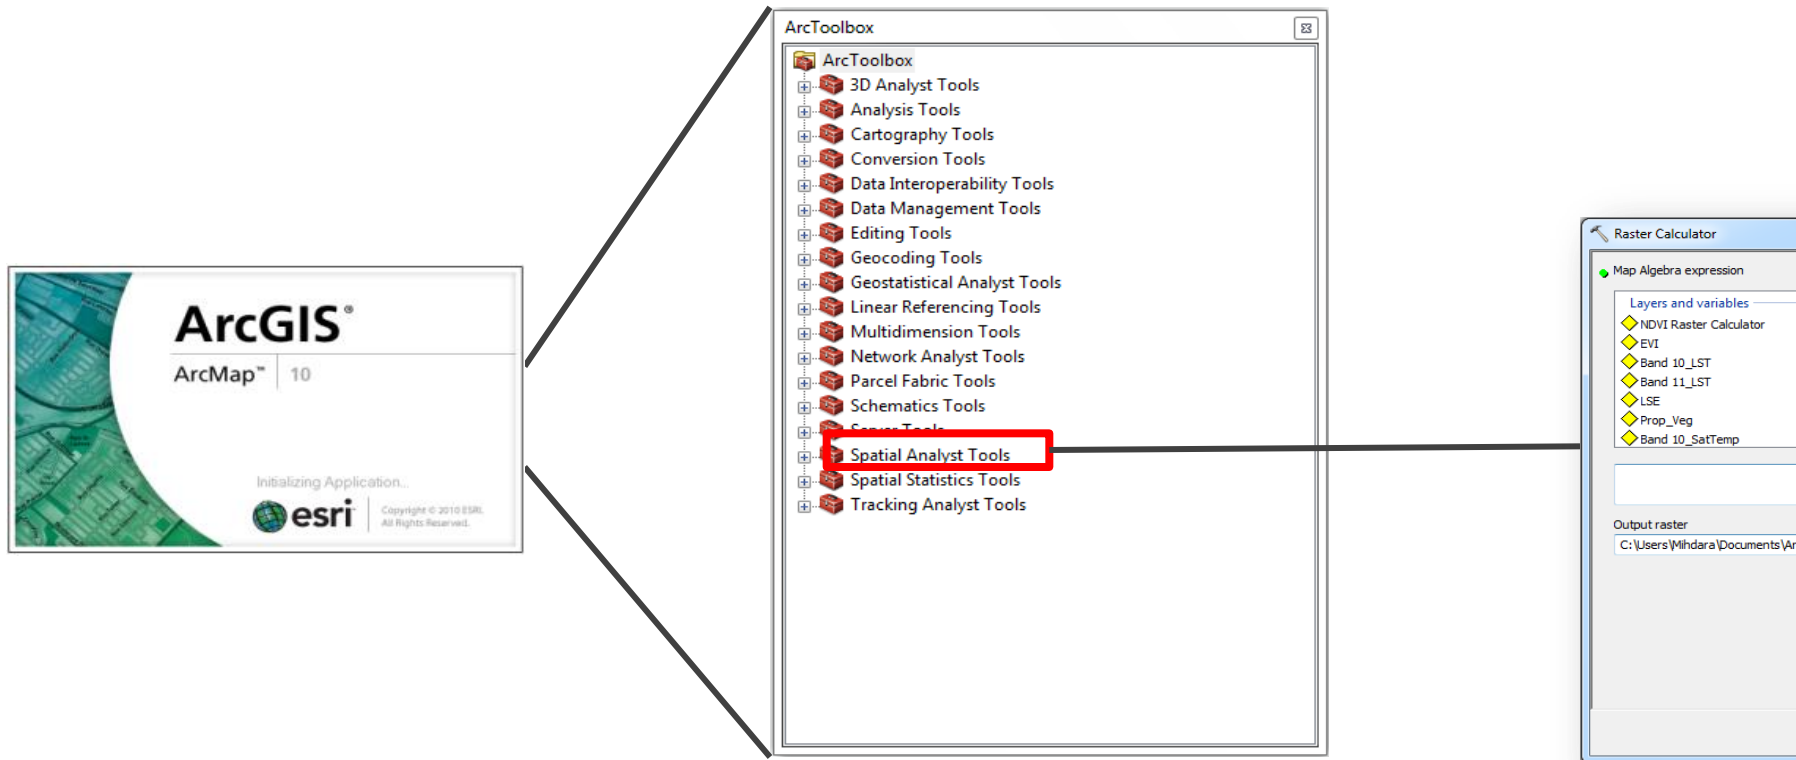 ArcGIS®
ArcMap™ 10
Initializing Application...
esri
Copyright © 2010 ESRI.
All Rights Reserved.
ArcToolbox
ArcToolbox
3D Analyst Tools
Analysis Tools
Cartography Tools
Conversion Tools
Data Interoperability Tools
Data Management Tools
Editing Tools
Geocoding Tools
Geostatistical Analyst Tools
Linear Referencing Tools
Multidimension Tools
Network Analyst Tools
Parcel Fabric Tools
Schematics Tools
Server Tools
Spatial Analyst Tools
Spatial Statistics Tools
Tracking Analyst Tools
Raster Calculator
Map Algebra expression
Layers and variables
NDVI Raster Calculator
EVI
Band 10_LST
Band 11_LST
LSE
Prop_Veg
Band 10_SatTemp
Output raster
C:\Users\Mihdara\Documents\Ar